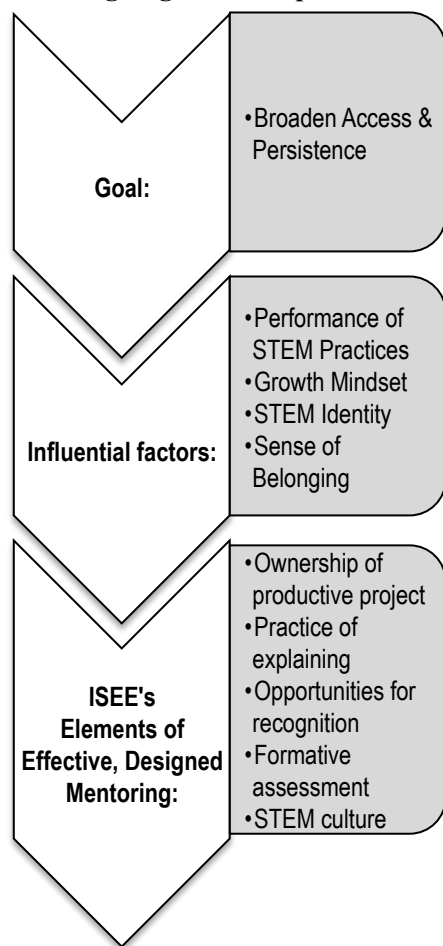 Goal:
•Broaden Access &
Persistence
Influential factors:
•Performance of
STEM Practices
•Growth Mindset
•STEM Identity
•Sense of
Belonging
ISEE's
Elements of
Effective, Designed
Mentoring:
•Ownership of
productive project
•Practice of
explaining
•Opportunities for
recognition
•Formative
assessment
•STEM culture